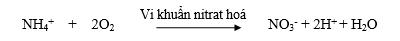 Vi khuẩn nitrat hoá
NH₄⁺ + 2O₂ ⟶ NO₃⁻ + 2H⁺ + H₂O